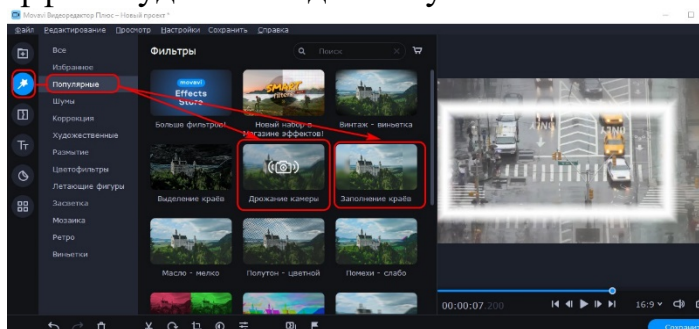 Movavi Видеоредактор Плюс – Новый проект *
Файл Редактирование Просмотр Настройки Сохранить Справка
Все
Избранное
Популярные
Шумы
Коррекция
Художественные
Размытие
Цветофильтры
Летающие фигуры
Засветка
Мозаика
Ретро
Виньетки
Фильтры
Поиск
movavi
Effects
Store
SMART
Больше фильтров!
Новый набор в
Магазине эффектов!
Винтаж - виньетка
Выделение краёв
Дрожание камеры
Заполнение краёв
Масло - мелко
Полутон - цветной
Помехи - слабо
00:00:07.200
16:9